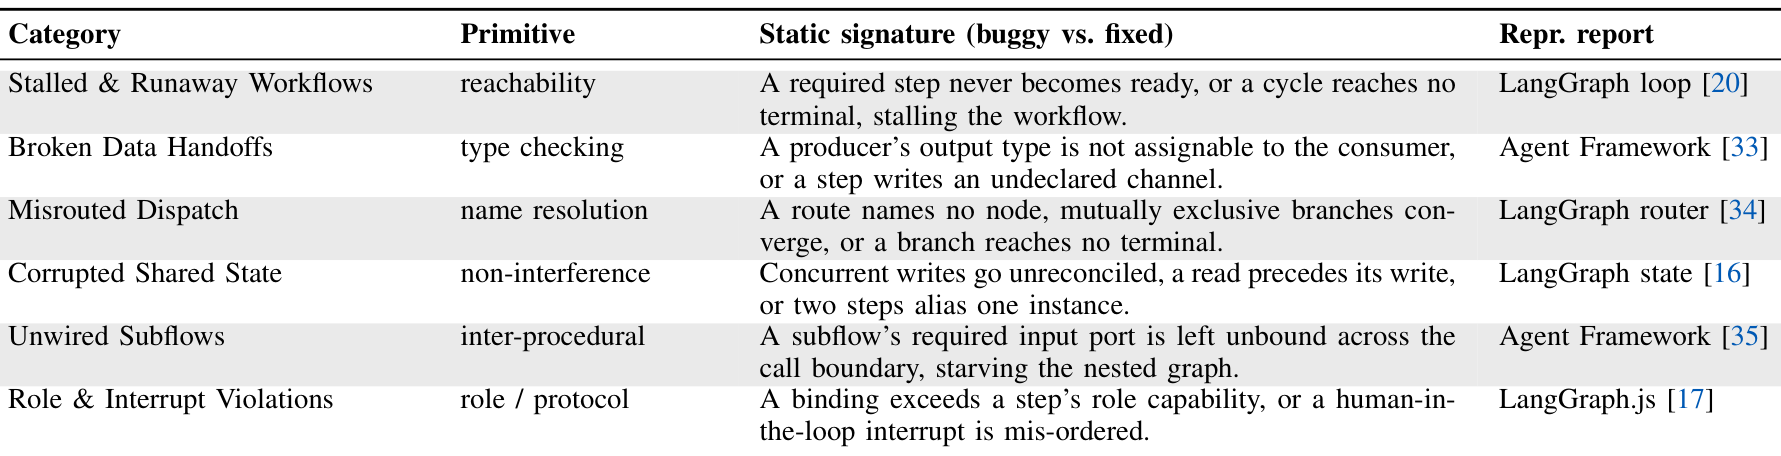 Category Primitive Static signature (buggy vs. fixed) Repr. report
Stalled & Runaway Workflows reachability A required step never becomes ready, or a cycle reaches no LangGraph loop [20]
terminal, stalling the workflow.
Broken Data Handoffs type checking A producer's output type is not assignable to the consumer, Agent Framework [33]
or a step writes an undeclared channel.
Misrouted Dispatch name resolution A route names no node, mutually exclusive branches con- LangGraph router [34]
verge, or a branch reaches no terminal.
Corrupted Shared State non-interference Concurrent writes go unreconciled, a read precedes its write, LangGraph state [16]
or two steps alias one instance.
Unwired Subflows inter-procedural A subflow's required input port is left unbound across the Agent Framework [35]
call boundary, starving the nested graph.
Role & Interrupt Violations role / protocol A binding exceeds a step's role capability, or a human-in- LangGraph.js [17]
the-loop interrupt is mis-ordered.